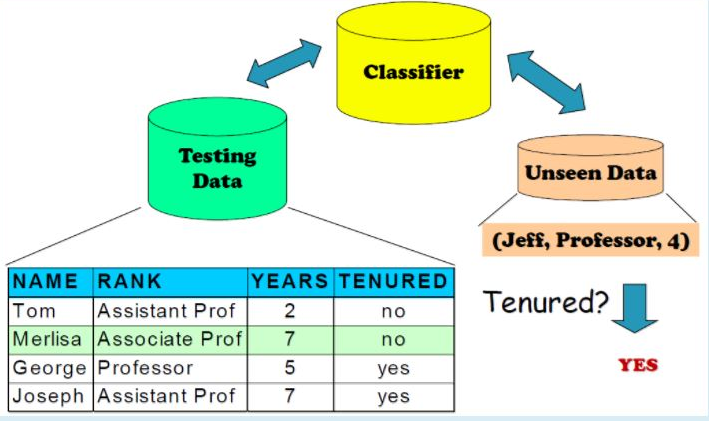 Classifier
Testing
Data
Unseen Data
(Jeff, Professor, 4)
NAME RANK YEARS TENURED
Tom Assistant Prof 2 no
Merlisa Associate Prof 7 no
George Professor 5 yes
Joseph Assistant Prof 7 yes
Tenured?
YES